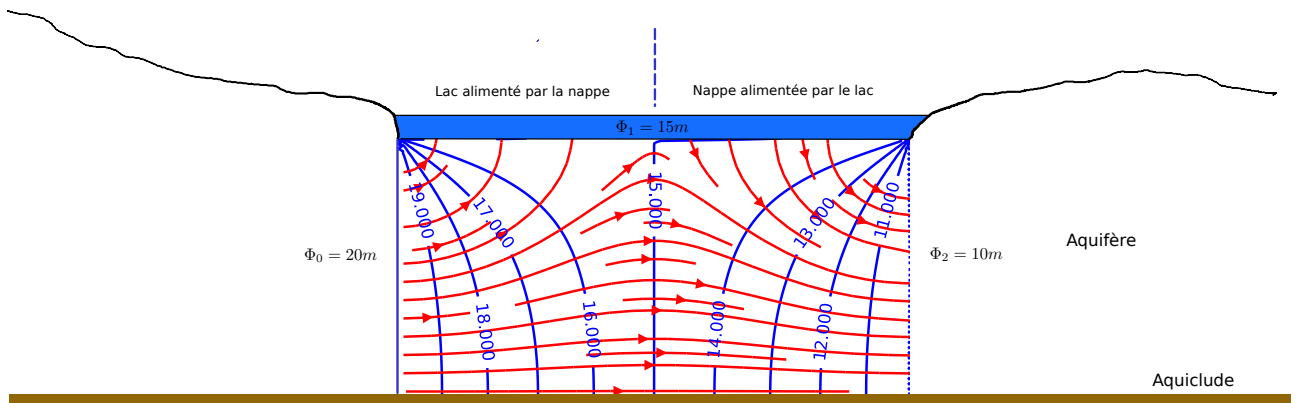 Lac alimenté par la nappe
Nappe alimentée par le lac
Φ₁ = 15m
19.000
17.000
15.000
13.000
11.000
Φ₀ = 20m
Φ₂ = 10m
Aquifère
18.000
16.000
14.000
12.000
Aquiclude